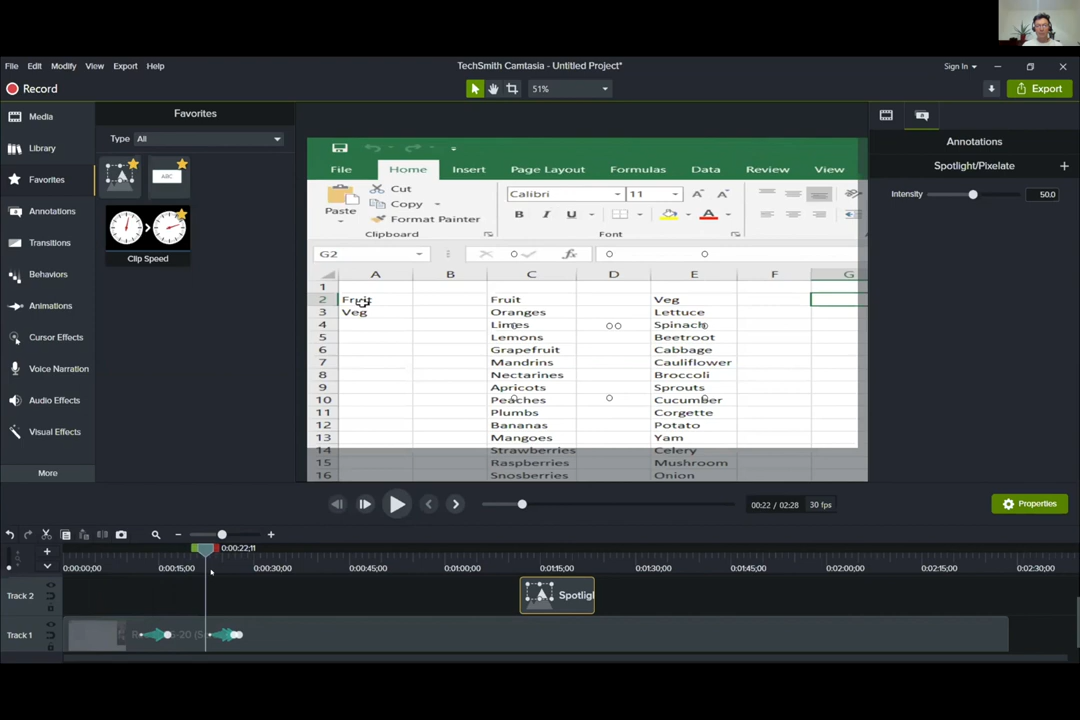 File Edit Modify View Export Help
TechSmith Camtasia - Untitled Project*
Sign In
Record
51%
Export
Media
Library
Favorites
Annotations
Transitions
Behaviors
Animations
Cursor Effects
Voice Narration
Audio Effects
Visual Effects
More
Favorites
Type All
ABC
Clip Speed
File Home Insert Page Layout Formulas Data Review View
Paste
Cut
Copy
Format Painter
Clipboard
Calibri 11
B I U A
Font
G2 fx
A B C D E F G
1
2 Fruit Fruit Veg
3 Veg Oranges Lettuce
4 Limes Spinach
5 Lemons Beetroot
6 Grapefruit Cabbage
7 Mandrins Cauliflower
8 Nectarines Broccoli
9 Apricots Sprouts
10 Peaches Cucumber
11 Plumbs Corgette
12 Bananas Potato
13 Mangoes Yam
14 Strawberries Celery
15 Raspberries Mushroom
16 Snosberries Onion
Annotations
Spotlight/Pixelate
Intensity 50.0
00:22 / 02:28 30 fps
Properties
0:00:22;11
0:00:00;00 0:00:15;00 0:00:30;00 0:00:45;00 0:01:00;00 0:01:15;00 0:01:30;00 0:01:45;00 0:02:00;00 0:02:15;00 0:02:30;00
Track 2
Spotligl
Track 1